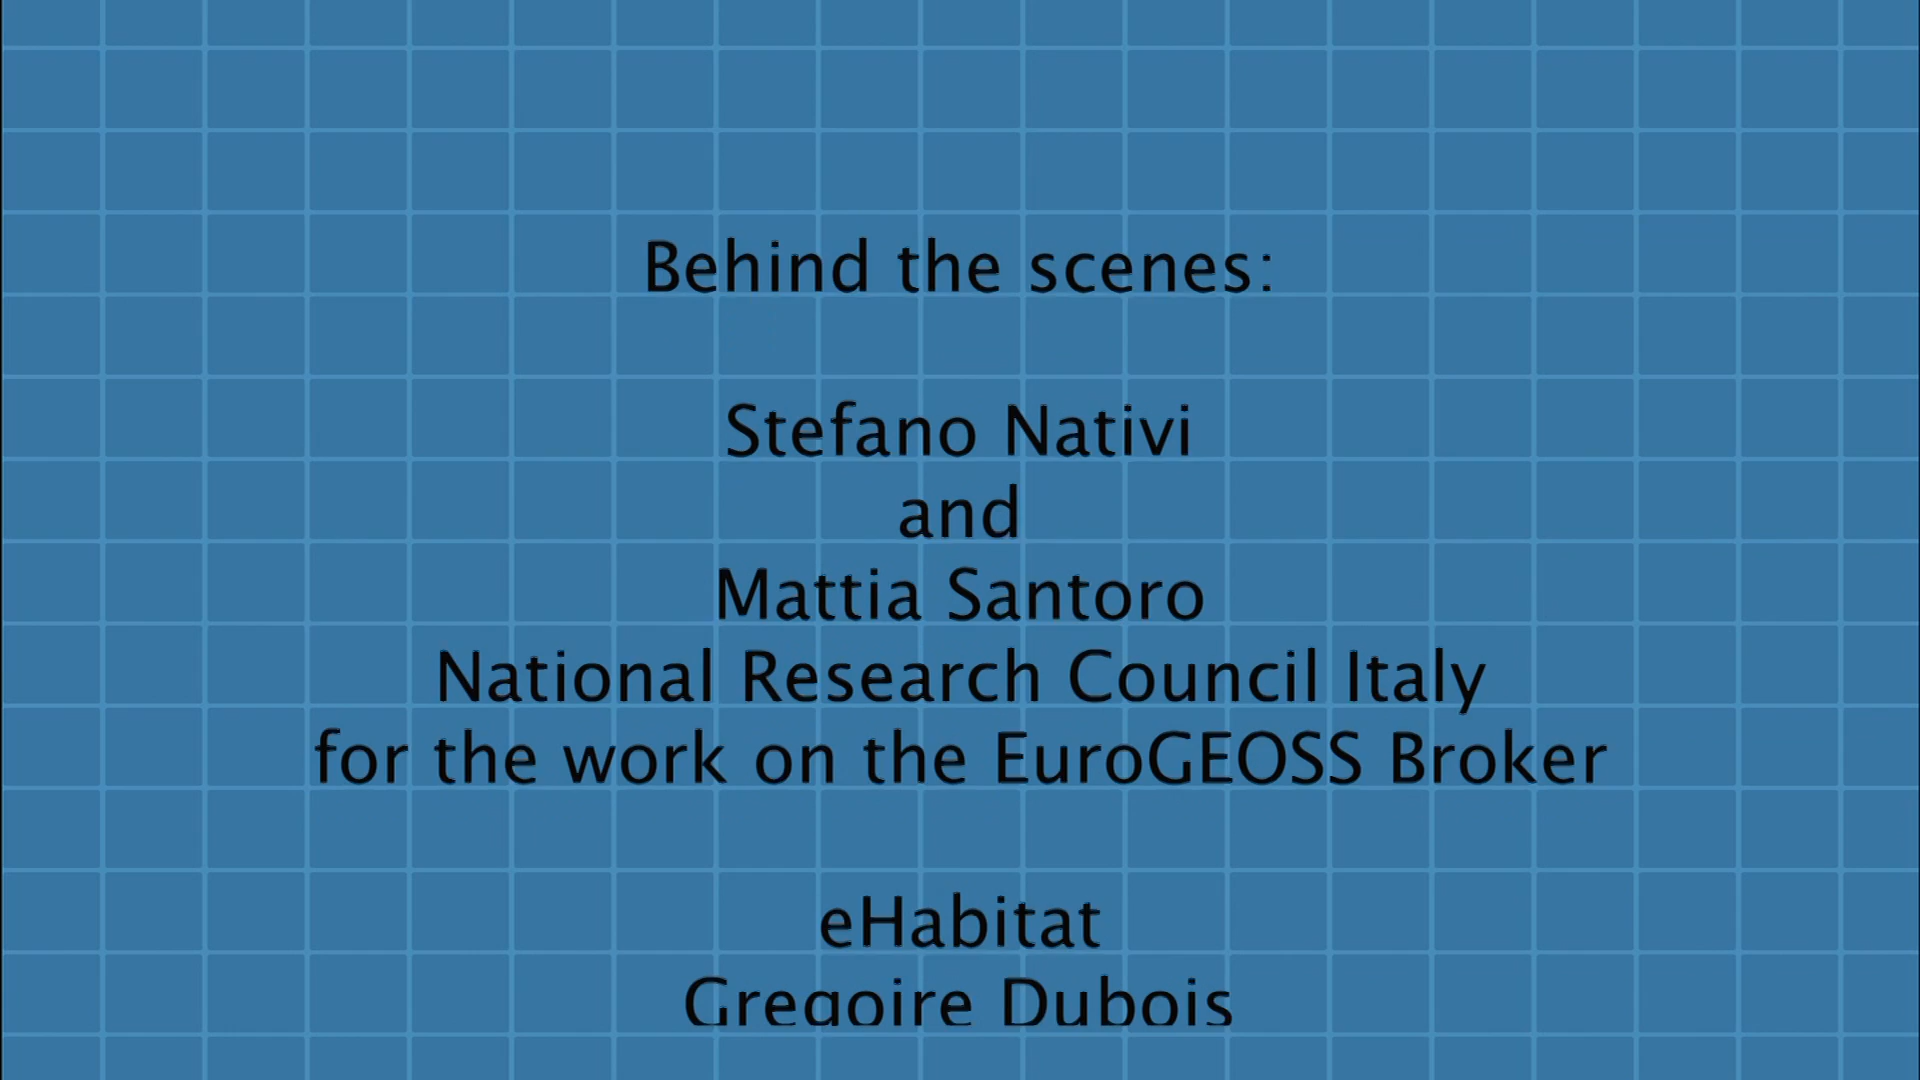 Behind the scenes:
Stefano Nativi
and
Mattia Santoro
National Research Council Italy
for the work on the EuroGEOSS Broker
eHabitat
Gregoire Dubois